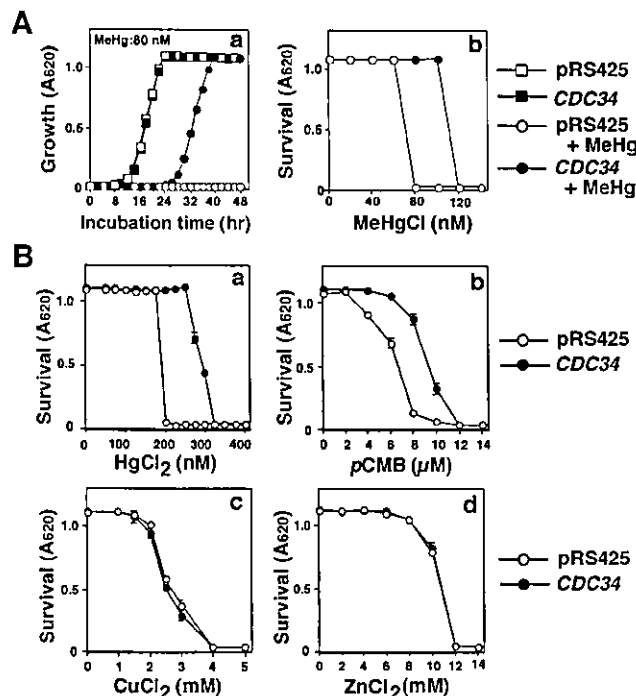 A
MeHg:80 nM
a
Growth (A620)
1.0
0.5
0
0 8 16 24 32 40 48
Incubation time (hr)
b
Survival (A620)
1.0
0.5
0
0 40 80 120
MeHgCl (nM)
pRS425
CDC34
pRS425
+ MeHg
CDC34
+ MeHg
B
a
Survival (A620)
1.0
0.5
0
0 100 200 300 400
HgCl2 (nM)
b
Survival (A620)
1.0
0.5
0
0 2 4 6 8 10 12 14
pCMB (µM)
pRS425
CDC34
c
Survival (A620)
1.0
0.5
0
0 1 2 3 4 5
CuCl2 (mM)
d
Survival (A620)
1.0
0.5
0
0 2 4 6 8 10 12 14
ZnCl2 (mM)
pRS425
CDC34